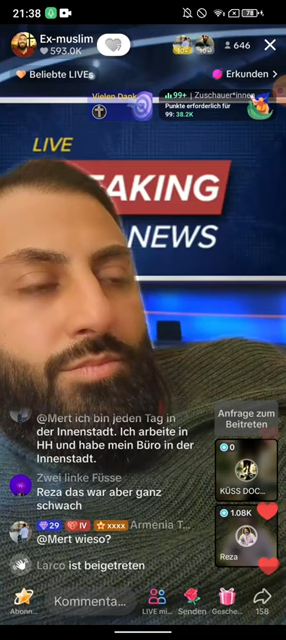 21:38
78
Ex-muslim
593.0K
646
Beliebte LIVEs
Erkunden >
Vielen Dank
99+ | Zuschauer*innen
Punkte erforderlich für
99: 38.2K
LIVE
EAKING
NEWS
@Mert ich bin jeden Tag in
der Innenstadt. Ich arbeite in
HH und habe mein Büro in der
Innenstadt.
Anfrage zum
Beitreten
0
KÜSS DOC...
Zwei linke Füsse
Reza das war aber ganz
schwach
1.08K
Reza
29 IV xxxx Armenia T...
@Mert wieso?
Larco ist beigetreten
Abonn...
Kommenta...
LIVE mi...
Senden
Gesche...
158